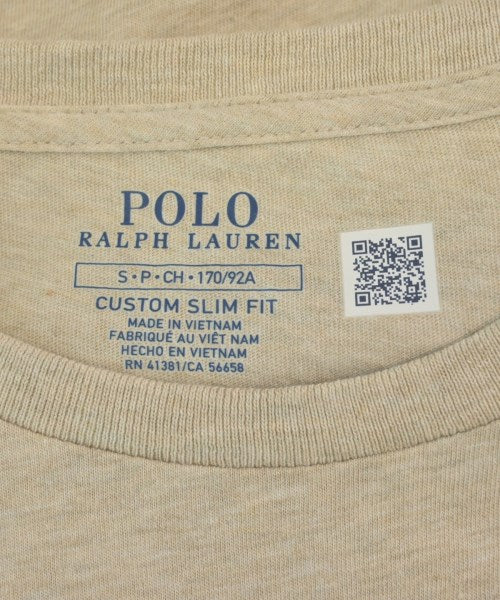 POLO
RALPH LAUREN
S • P • CH • 170/92A
CUSTOM SLIM FIT
MADE IN VIETNAM
FABRIQUÉ AU VIÊT NAM
HECHO EN VIETNAM
RN 41381/CA 56658